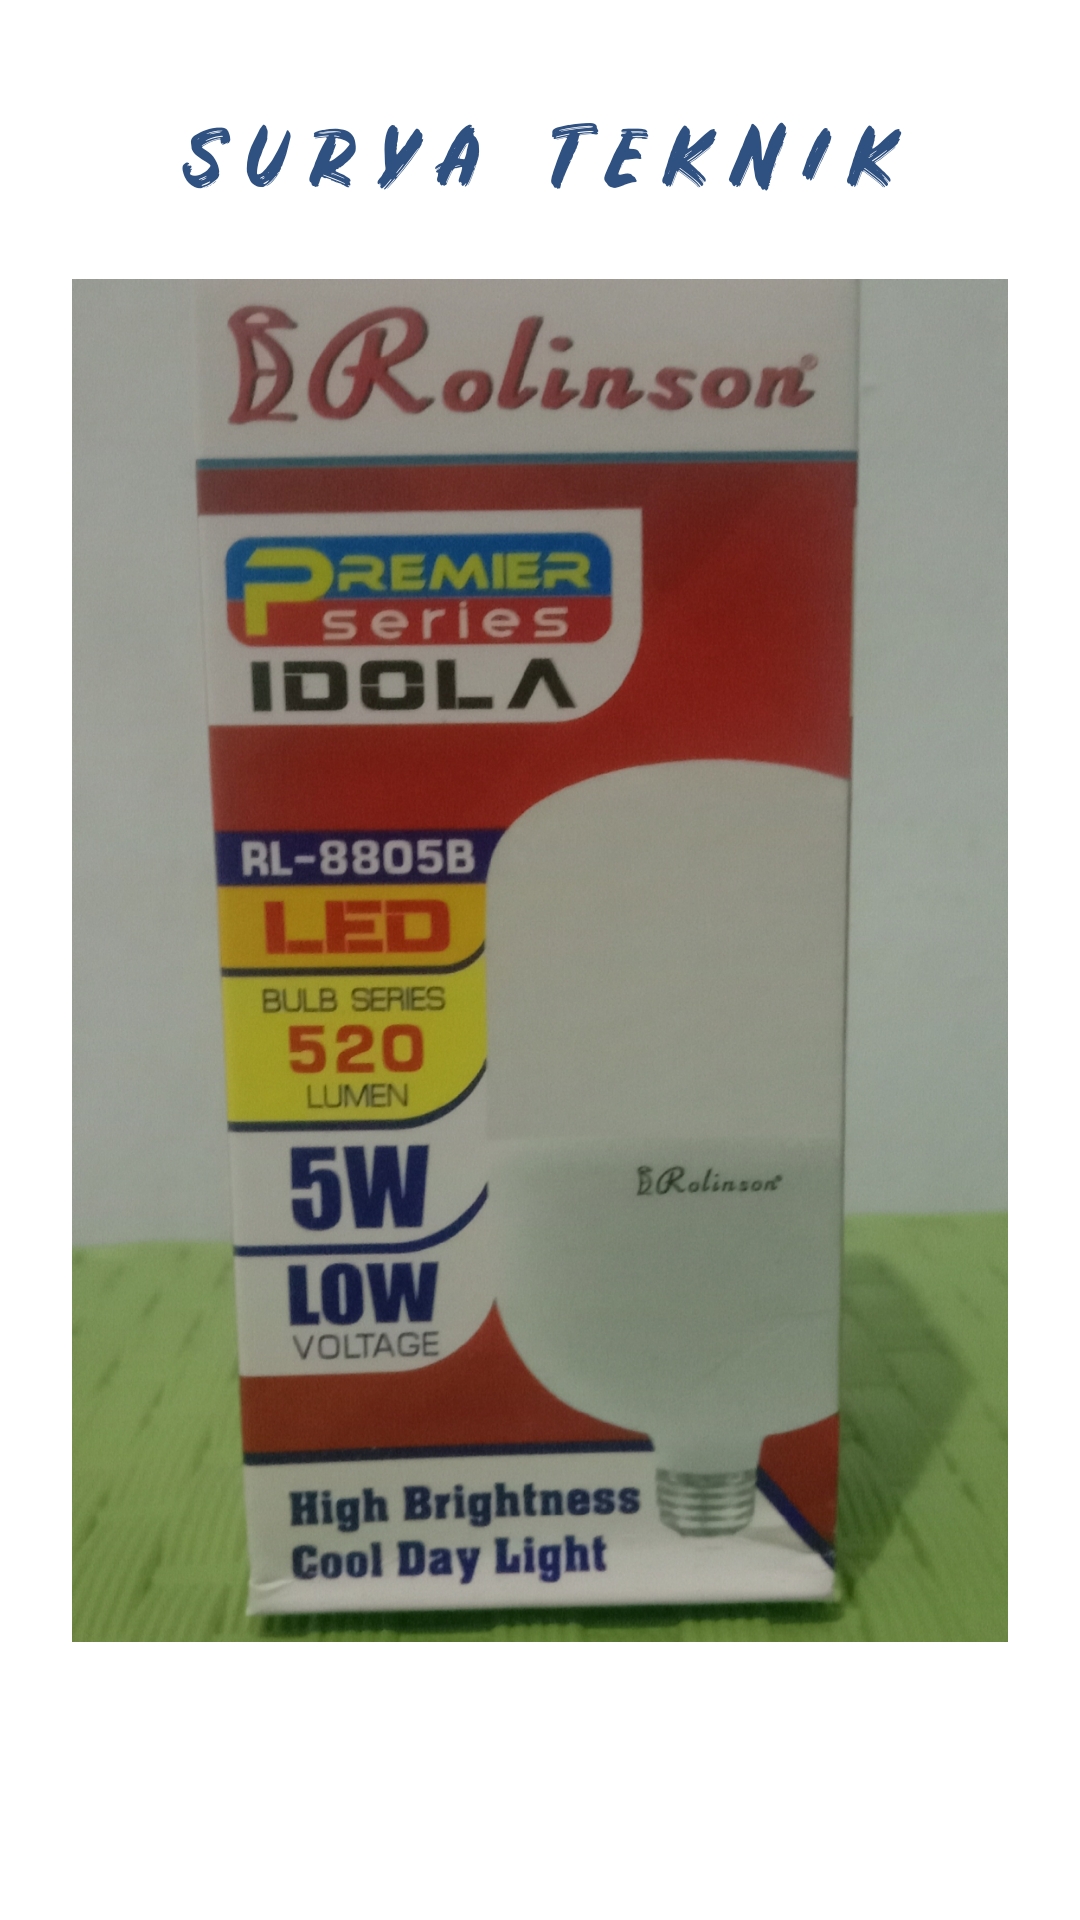 SURYA TEKNIK
Rolinson®
PREMIER
series
IDOLA
RL-8805B
LED
BULB SERIES
520
LUMEN
5W
Rolinson®
LOW
VOLTAGE
High Brightness
Cool Day Light